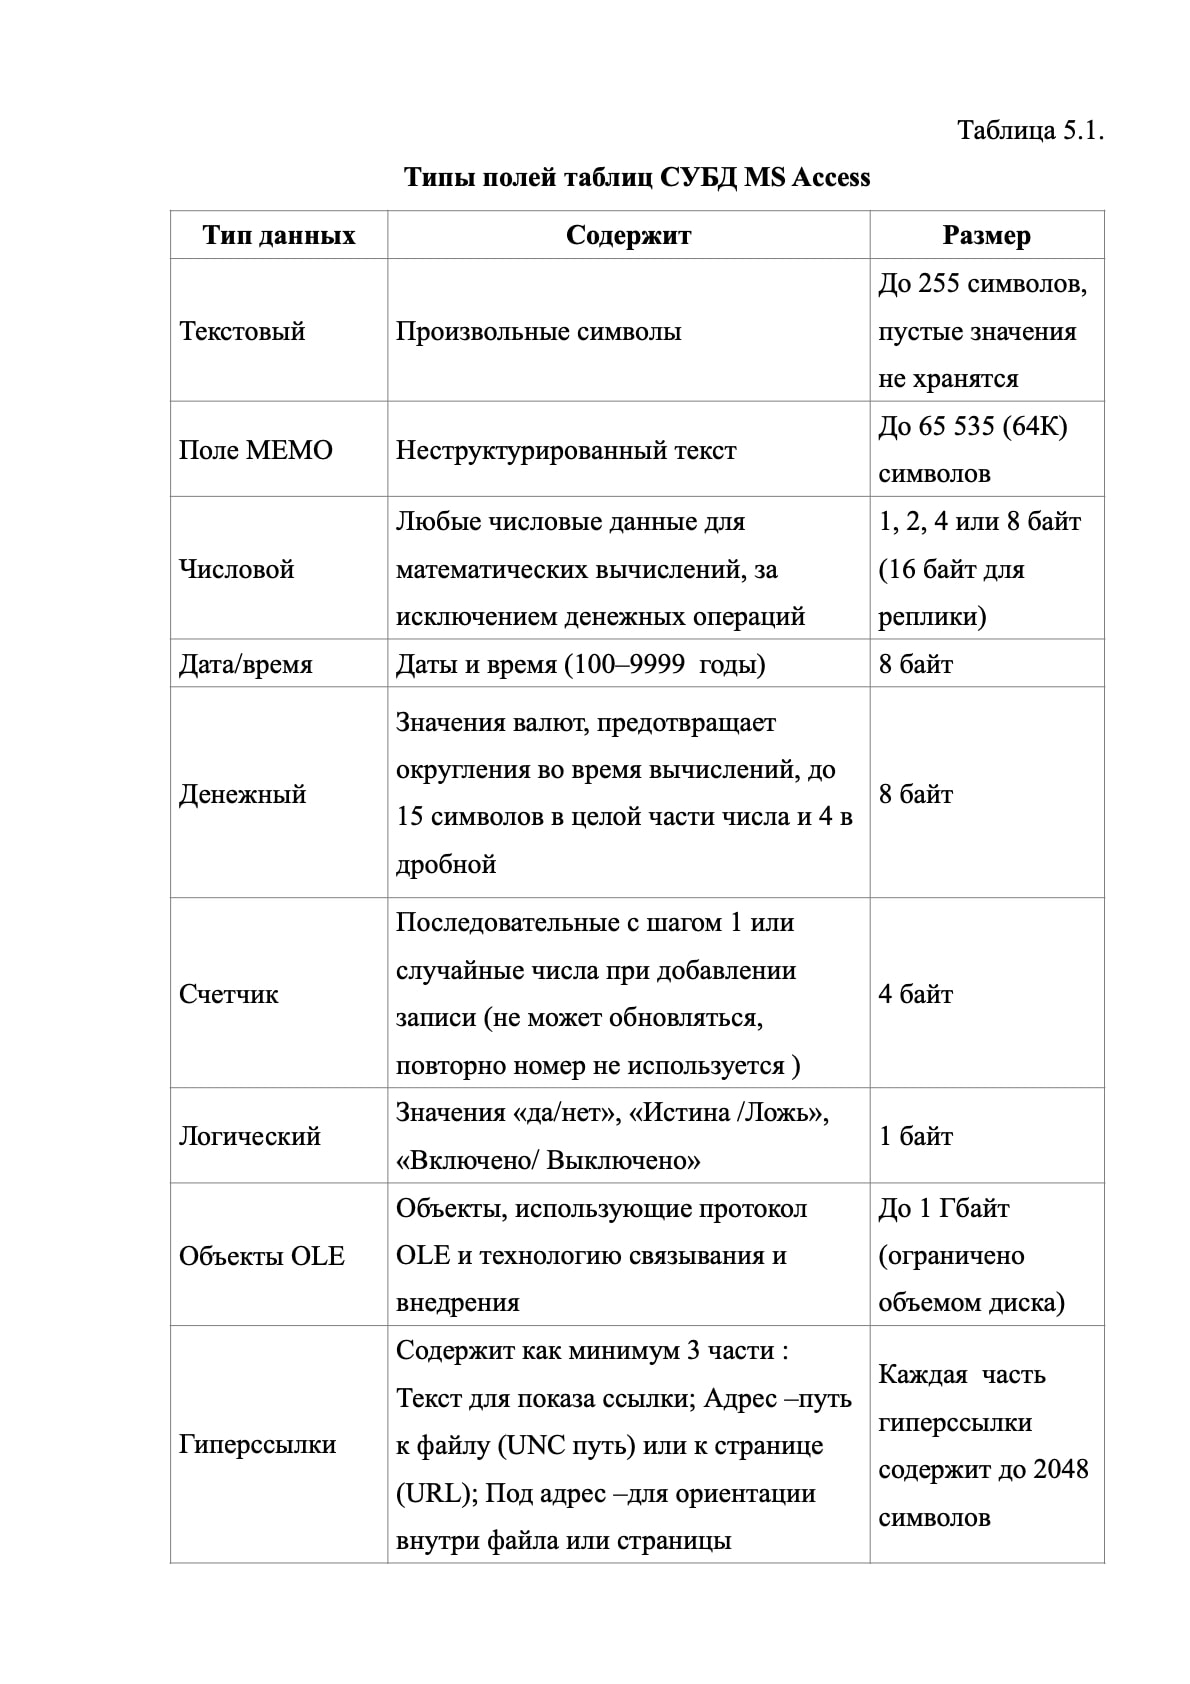 Таблица 5.1.
Типы полей таблиц СУБД MS Access
Тип данных
Содержит
Размер
Текстовый
Произвольные символы
До 255 символов,
пустые значения
не хранятся
Поле МЕМО
Неструктурированный текст
До 65 535 (64К)
символов
Числовой
Любые числовые данные для
математических вычислений, за
исключением денежных операций
1, 2, 4 или 8 байт
(16 байт для
реплики)
Дата/время
Даты и время (100–9999  годы)
8 байт
Денежный
Значения валют, предотвращает
округления во время вычислений, до
15 символов в целой части числа и 4 в
дробной
8 байт
Счетчик
Последовательные с шагом 1 или
случайные числа при добавлении
записи (не может обновляться,
повторно номер не используется )
4 байт
Логический
Значения «да/нет», «Истина /Ложь»,
«Включено/ Выключено»
1 байт
Объекты OLE
Объекты, использующие протокол
OLE и технологию связывания и
внедрения
До 1 Гбайт
(ограничено
объемом диска)
Гиперссылки
Содержит как минимум 3 части :
Текст для показа ссылки; Адрес –путь
к файлу (UNC путь) или к странице
(URL); Под адрес –для ориентации
внутри файла или страницы
Каждая  часть
гиперссылки
содержит до 2048
символов